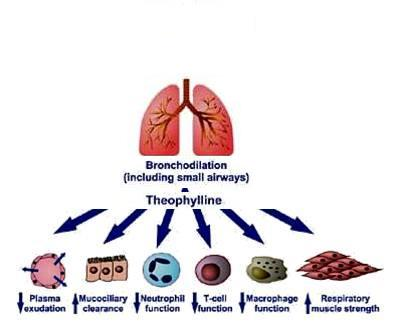 Bronchodilation
(including small airways)
Theophylline
Plasma
exudation
Mucociliary
clearance
Neutrophil
function
T-cell
function
Macrophage
function
Respiratory
muscle strength